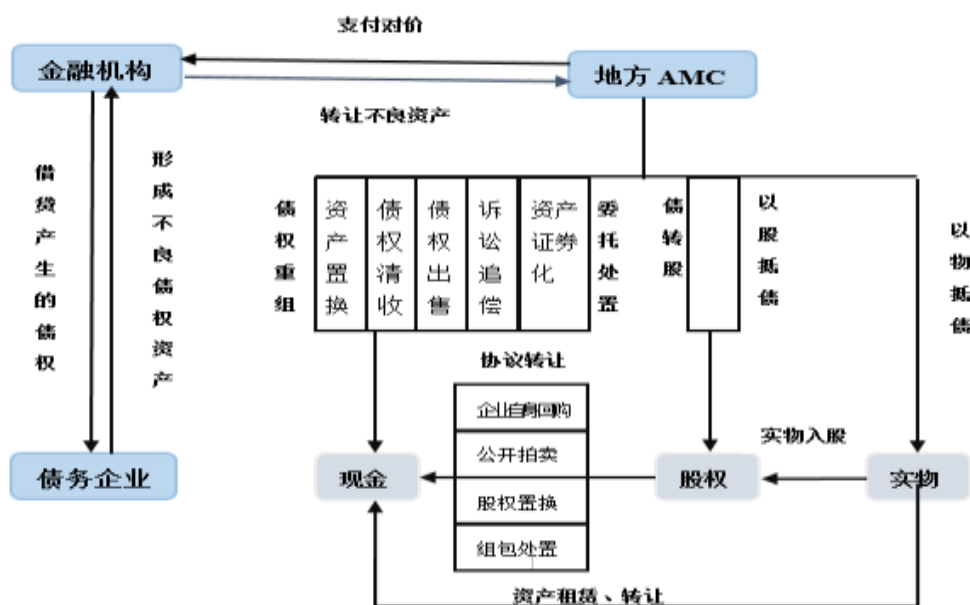 支付对价
金融机构
地方 AMC
转让不良资产
借贷产生的债权
形成不良债权资产
债权重组
资产置换
债权清收
债权出售
诉讼追偿
资产证券化
委托处置
债转股
以股抵债
以物抵债
协议转让
企业自身回购
公开拍卖
股权置换
组包处置
实物入股
债务企业
现金
股权
实物
资产租赁、转让